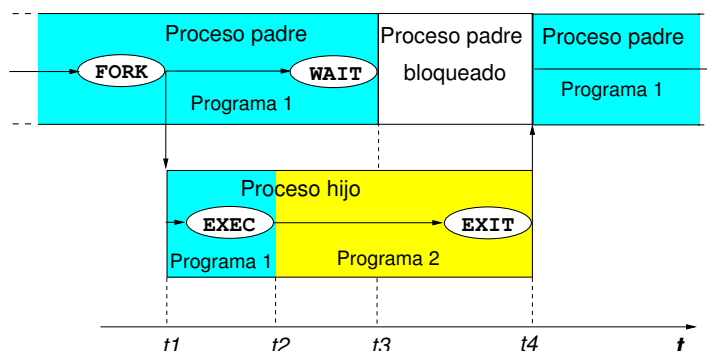 Proceso padre
FORK
WAIT
Programa 1
Proceso padre
bloqueado
Proceso padre
Programa 1
Proceso hijo
EXEC
EXIT
Programa 1
Programa 2
t1 t2 t3 t4 t